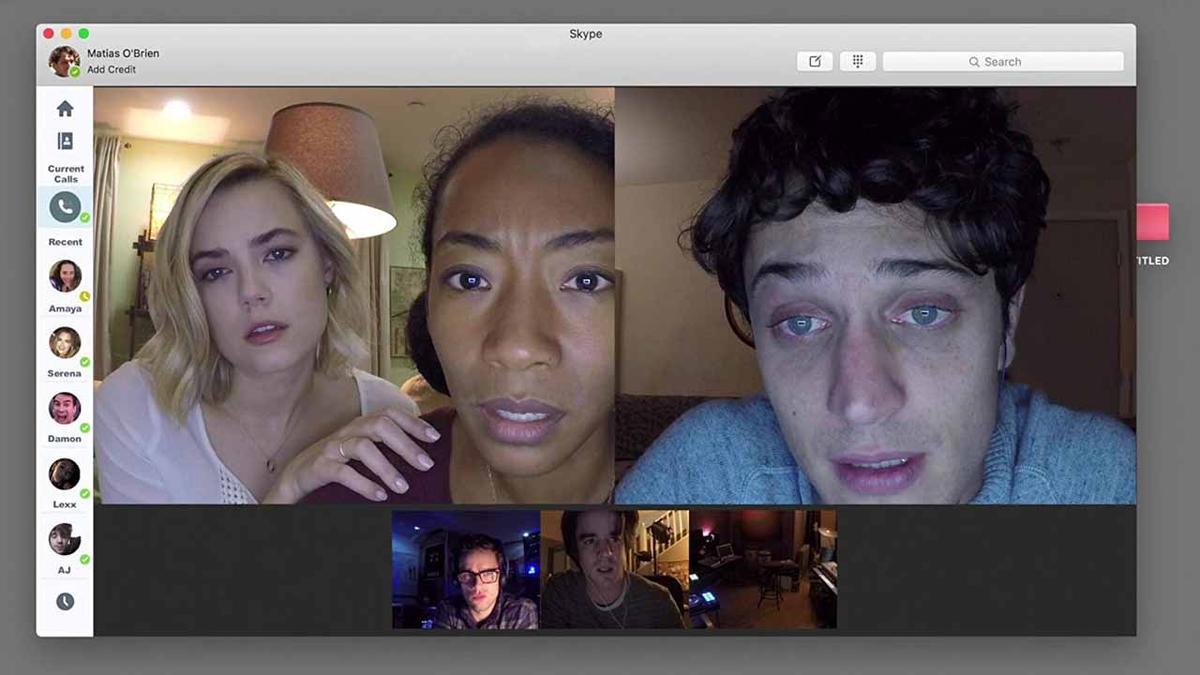 Skype
Matias O'Brien
Add Credit
Search
Current
Calls
Recent
Amaya
Serena
Damon
Lexx
AJ
TITLED